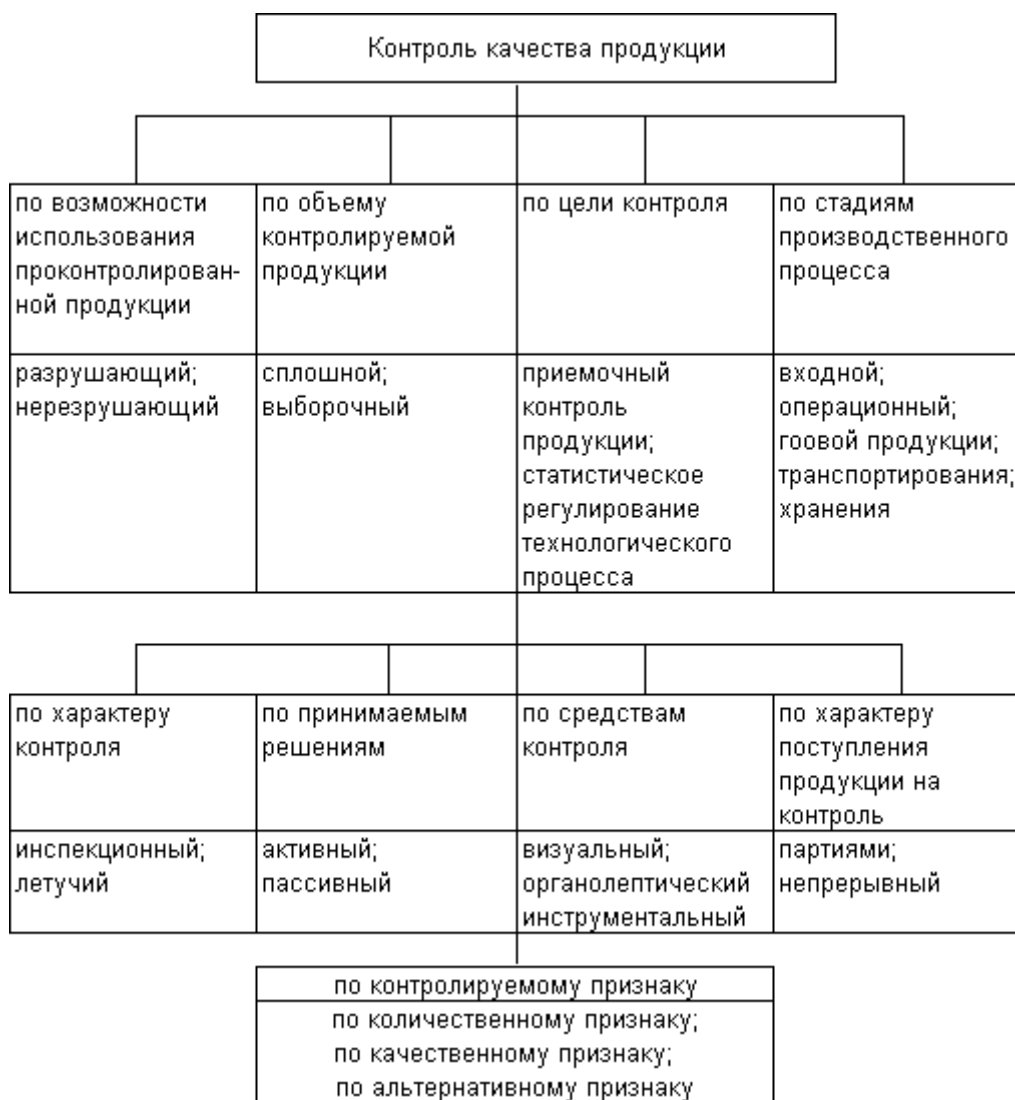 Контроль качества продукции
по возможности
использования
проконтролирован-
ной продукции
по объему
контролируемой
продукции
по цели контроля
по стадиям
производственного
процесса
разрушающий;
нерезрушающий
сплошной;
выборочный
приемочный
контроль
продукции;
статистическое
регулирование
технологического
процесса
входной;
операционный;
гоовой продукции;
транспортирования;
хранения
по характеру
контроля
по принимаемым
решениям
по средствам
контроля
по характеру
поступления
продукции на
контроль
инспекционный;
летучий
активный;
пассивный
визуальный;
органолептический
инструментальный
партиями;
непрерывный
по контролируемому признаку
по количественному признаку;
по качественному признаку;
по альтернативному признаку